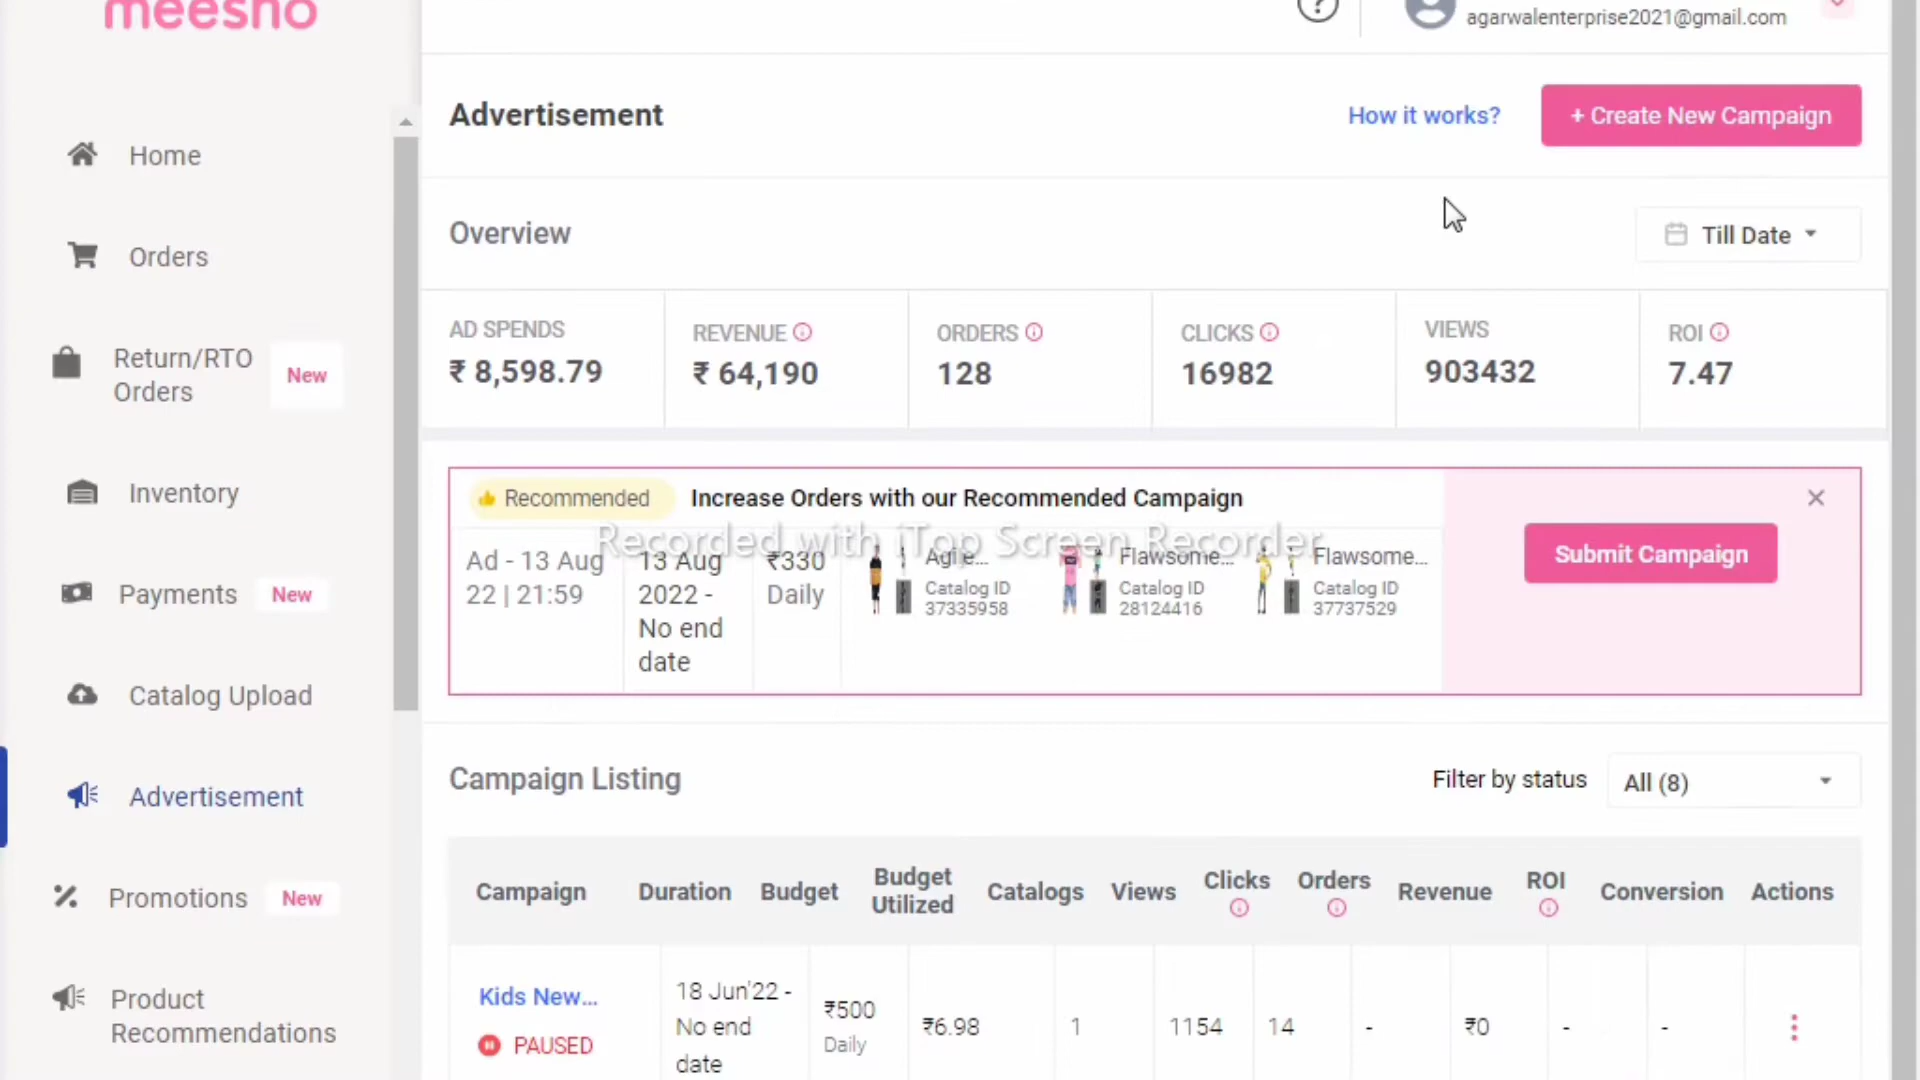 meesho
agarwalenterprise2021@gmail.com
Advertisement
How it works?
+ Create New Campaign
Home
Orders
Return/RTO
Orders
New
Inventory
Payments
New
Catalog Upload
Advertisement
Promotions
New
Product
Recommendations
Overview
Till Date
AD SPENDS
₹ 8,598.79
REVENUE
₹ 64,190
ORDERS
128
CLICKS
16982
VIEWS
903432
ROI
7.47
Recommended
Increase Orders with our Recommended Campaign
Recorded with iTop Screen Recorder
Ad - 13 Aug
22 | 21:59
13 Aug
2022 -
No end
date
₹330
Daily
Agile...
Catalog ID
37335958
Flawsome...
Catalog ID
28124416
Flawsome...
Catalog ID
37737529
Submit Campaign
Campaign Listing
Filter by status
All (8)
Campaign
Duration
Budget
Budget
Utilized
Catalogs
Views
Clicks
Orders
Revenue
ROI
Conversion
Actions
Kids New...
PAUSED
18 Jun'22 -
No end
date
₹500
Daily
₹6.98
1
1154
14
-
₹0
-
-